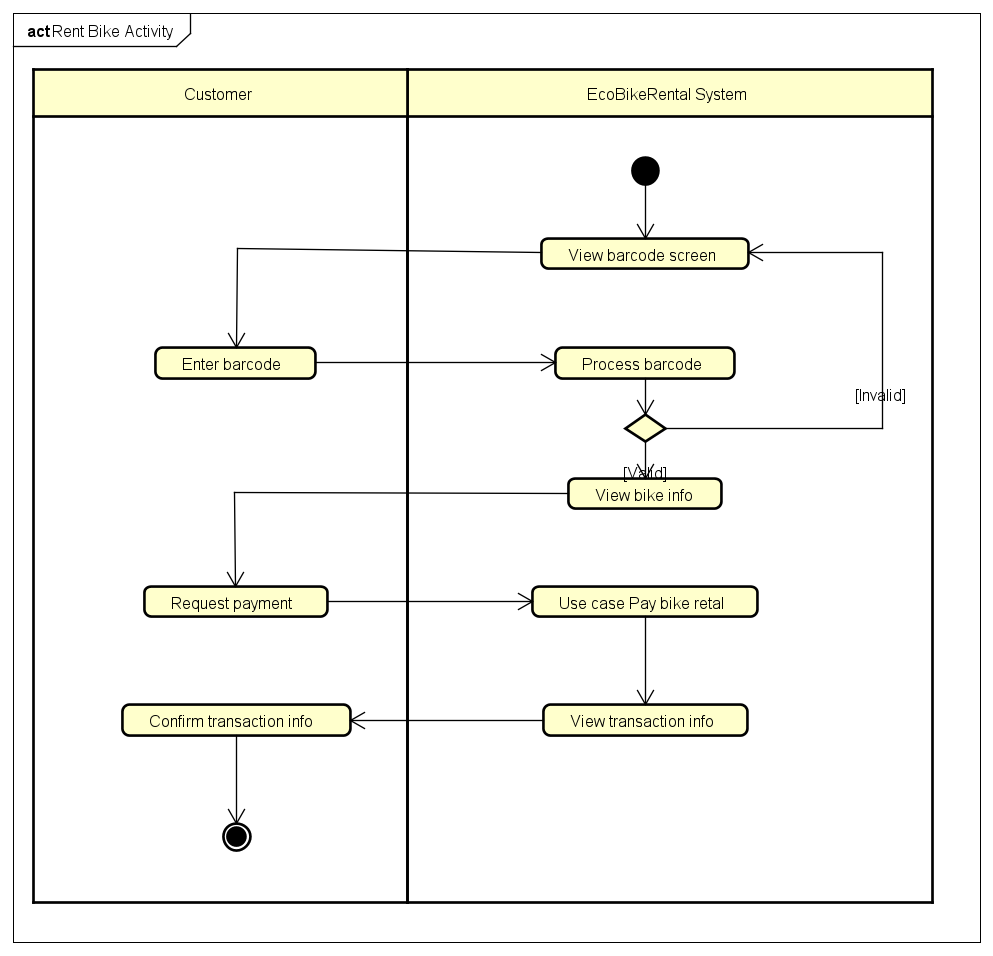 act Rent Bike Activity
Customer
EcoBikeRental System
View barcode screen
Enter barcode
Process barcode
[Invalid]
[Valid]
View bike info
Request payment
Use case Pay bike retal
Confirm transaction info
View transaction info